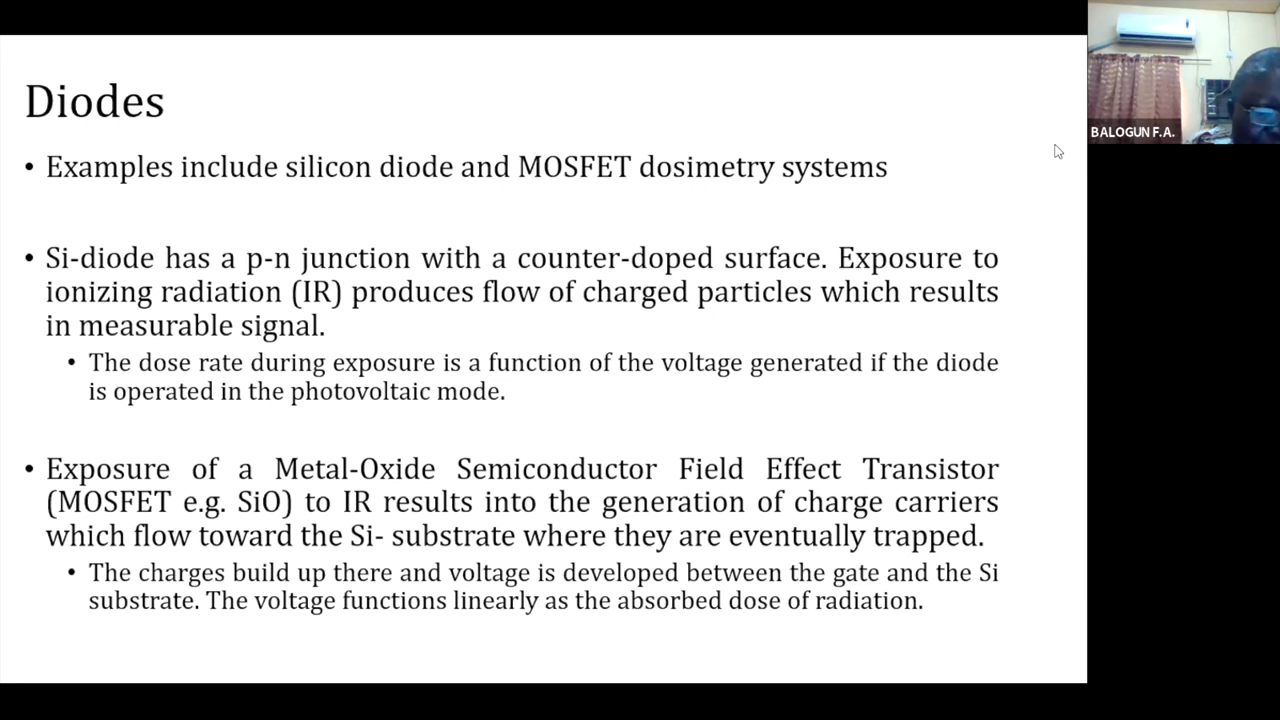 Diodes
• Examples include silicon diode and MOSFET dosimetry systems
• Si-diode has a p-n junction with a counter-doped surface. Exposure to
ionizing radiation (IR) produces flow of charged particles which results
in measurable signal.
• The dose rate during exposure is a function of the voltage generated if the diode
is operated in the photovoltaic mode.
• Exposure of a Metal-Oxide Semiconductor Field Effect Transistor
(MOSFET e.g. SiO) to IR results into the generation of charge carriers
which flow toward the Si- substrate where they are eventually trapped.
• The charges build up there and voltage is developed between the gate and the Si
substrate. The voltage functions linearly as the absorbed dose of radiation.
BALOGUN F.A.